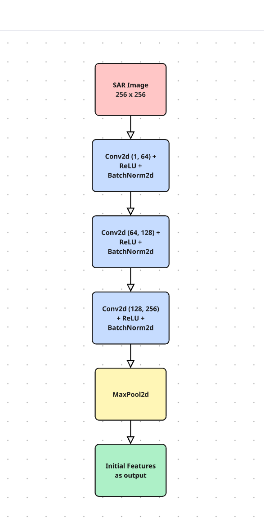 SAR Image
256 x 256
Conv2d (1, 64) +
ReLU +
BatchNorm2d
Conv2d (64, 128) +
ReLU +
BatchNorm2d
Conv2d (128, 256)
+ ReLU +
BatchNorm2d
MaxPool2d
Initial Features
as output